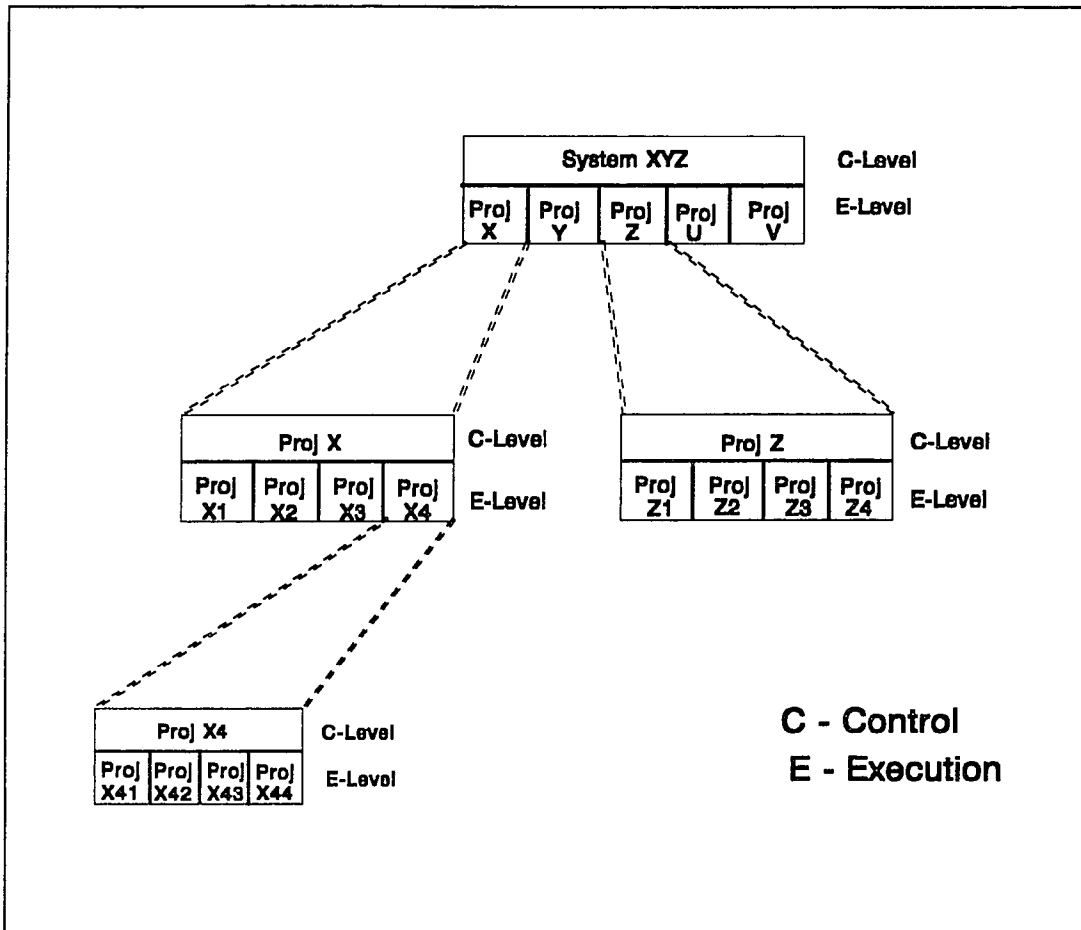 System XYZ C-Level
Proj X Proj Y Proj Z Proj U Proj V E-Level
Proj X C-Level
Proj X1 Proj X2 Proj X3 Proj X4 E-Level
Proj Z C-Level
Proj Z1 Proj Z2 Proj Z3 Proj Z4 E-Level
Proj X4 C-Level
Proj X41 Proj X42 Proj X43 Proj X44 E-Level
C - Control
E - Execution